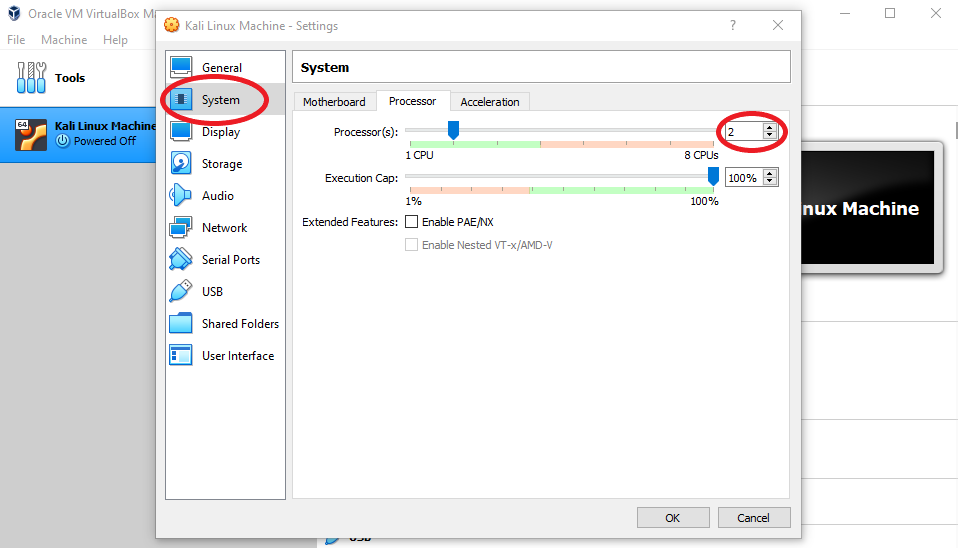 Oracle VM VirtualBox Ma
File Machine Help
Tools
64
Kali Linux Machine
Powered Off
Kali Linux Machine - Settings
?
General
System
Display
Storage
Audio
Network
Serial Ports
USB
Shared Folders
User Interface
System
Motherboard Processor Acceleration
Processor(s): 2
1 CPU 8 CPUs
Execution Cap: 100%
1% 100%
Extended Features: Enable PAE/NX
Enable Nested VT-x/AMD-V
OK Cancel
nux Machine
USB